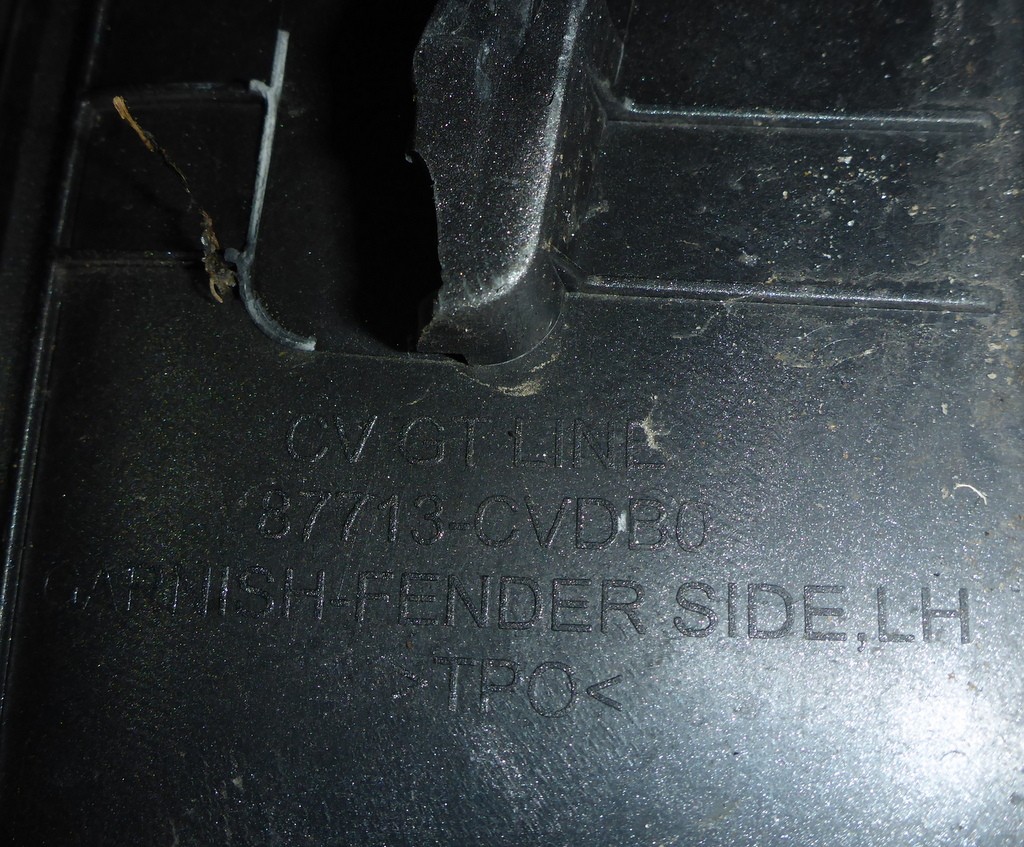 CV GT LINE
87713-CVDB0
GARNISH-FENDER SIDE,LH
>TPO<